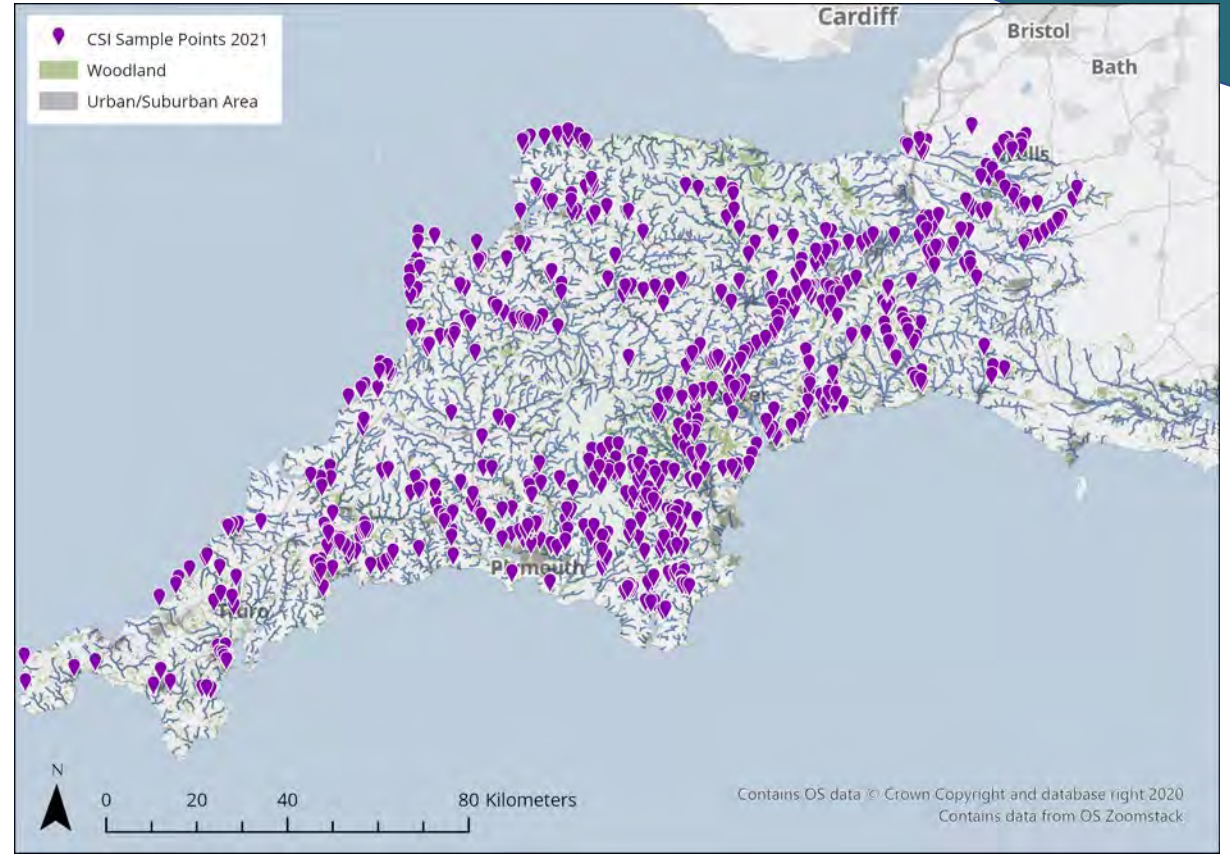 CSI Sample Points 2021
Woodland
Urban/Suburban Area
Cardiff
Bristol
Bath
Plymouth
Truro
N
0 20 40 80 Kilometers
Contains OS data © Crown Copyright and database right 2020
Contains data from OS Zoomstack